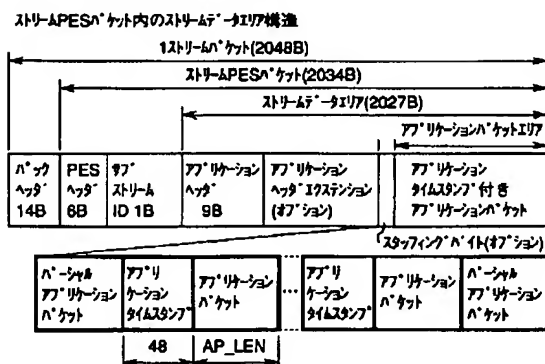 ストリームPESパケット内のストリームデータエリア構造
1ストリームパケット(2048B)
ストリームPESパケット(2034B)
ストリームデータエリア(2027B)
アプリケーションパケットエリア
パック
ヘッダ
14B
PES
ヘッダ
6B
サブ
ストリーム
ID 1B
アプリケーション
ヘッダ
9B
アプリケーション
ヘッダエクステンション
(オプション)
アプリケーション
タイムスタンプ付き
アプリケーションパケット
スタッフィングバイト(オプション)
パーシャル
アプリケーション
パケット
アプリ
ケーション
タイムスタンプ
アプリケーション
パケット
…
アプリ
ケーション
タイムスタンプ
アプリケーション
パケット
パーシャル
アプリケーション
パケット
48
AP_LEN